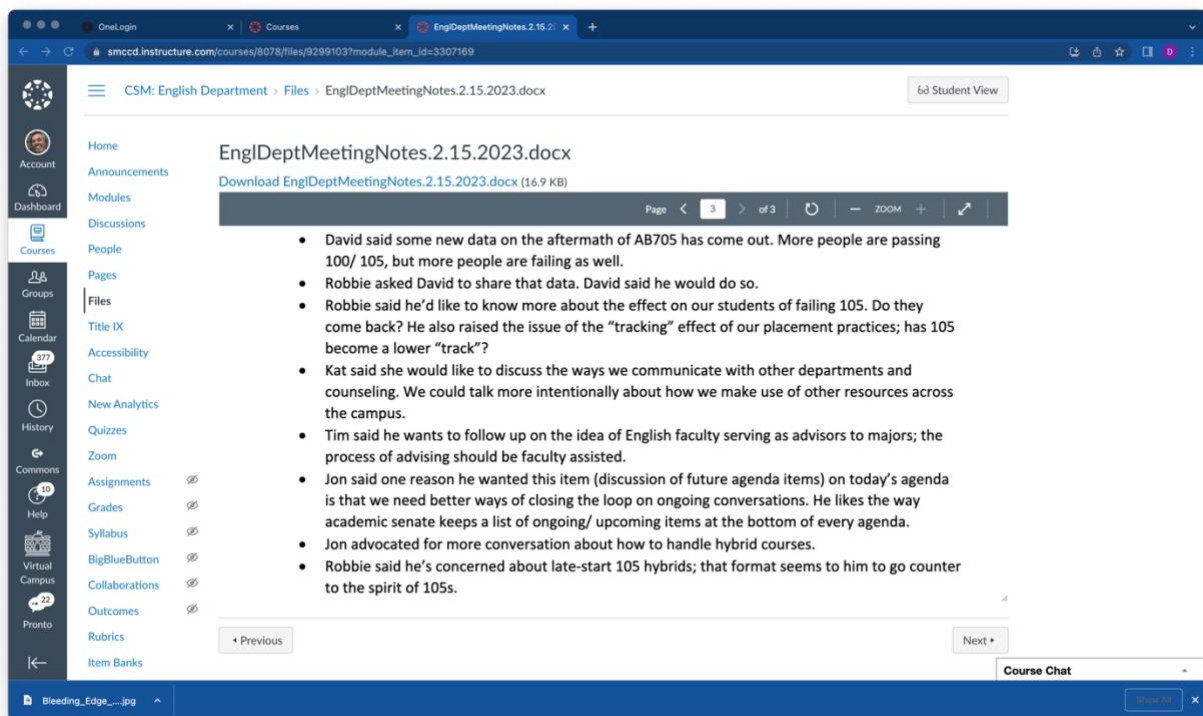 OneLogin
Courses
EnglDeptMeetingNotes.2.15.2
smccd.instructure.com/courses/8078/files/9299103?module_item_id=3307169
D
CSM: English Department › Files › EnglDeptMeetingNotes.2.15.2023.docx
Student View
Account
Dashboard
Courses
Groups
Calendar
377
Inbox
History
Commons
10
Help
Virtual
Campus
22
Pronto
Home
Announcements
Modules
Discussions
People
Pages
Files
Title IX
Accessibility
Chat
New Analytics
Quizzes
Zoom
Assignments
Grades
Syllabus
BigBlueButton
Collaborations
Outcomes
Rubrics
Item Banks
EnglDeptMeetingNotes.2.15.2023.docx
Download EnglDeptMeetingNotes.2.15.2023.docx (16.9 KB)
Page < 3 > of 3 − ZOOM +
• David said some new data on the aftermath of AB705 has come out. More people are passing
100/ 105, but more people are failing as well.
• Robbie asked David to share that data. David said he would do so.
• Robbie said he’d like to know more about the effect on our students of failing 105. Do they
come back? He also raised the issue of the “tracking” effect of our placement practices; has 105
become a lower “track”?
• Kat said she would like to discuss the ways we communicate with other departments and
counseling. We could talk more intentionally about how we make use of other resources across
the campus.
• Tim said he wants to follow up on the idea of English faculty serving as advisors to majors; the
process of advising should be faculty assisted.
• Jon said one reason he wanted this item (discussion of future agenda items) on today’s agenda
is that we need better ways of closing the loop on ongoing conversations. He likes the way
academic senate keeps a list of ongoing/ upcoming items at the bottom of every agenda.
• Jon advocated for more conversation about how to handle hybrid courses.
• Robbie said he’s concerned about late-start 105 hybrids; that format seems to him to go counter
to the spirit of 105s.
Previous
Next
Course Chat
Bleeding_Edge_....jpg
Show All